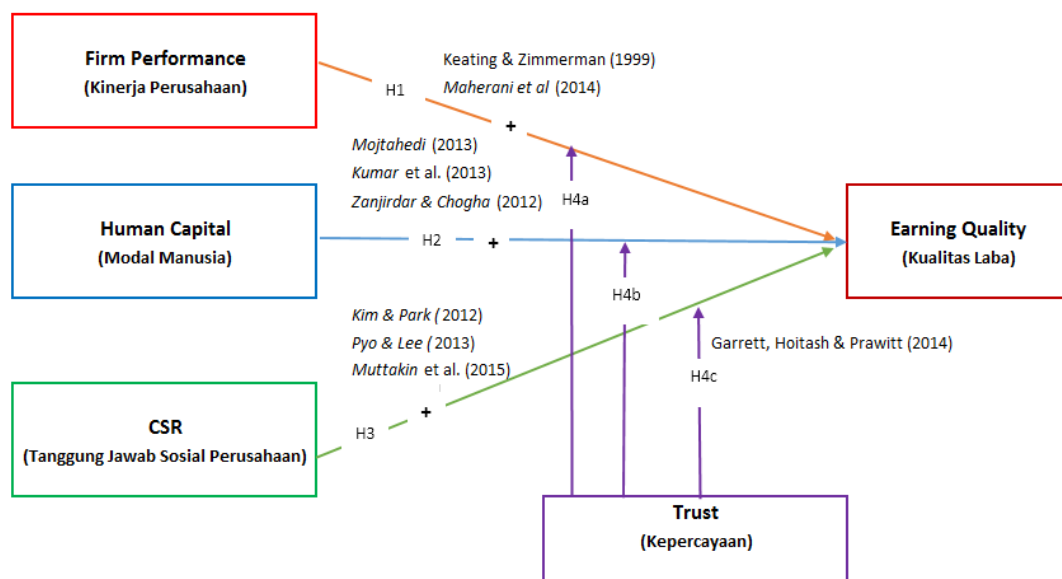 Firm Performance
(Kinerja Perusahaan)
Keating & Zimmerman (1999)
Maherani et al (2014)
H1
+
Mojtahedi (2013)
Kumar et al. (2013)
Zanjirdar & Chogha (2012)
H4a
Human Capital
(Modal Manusia)
H2
+
Earning Quality
(Kualitas Laba)
H4b
Kim & Park (2012)
Pyo & Lee (2013)
Muttakin et al. (2015)
Garrett, Hoitash & Prawitt (2014)
H4c
CSR
(Tanggung Jawab Sosial Perusahaan)
+
H3
Trust
(Kepercayaan)